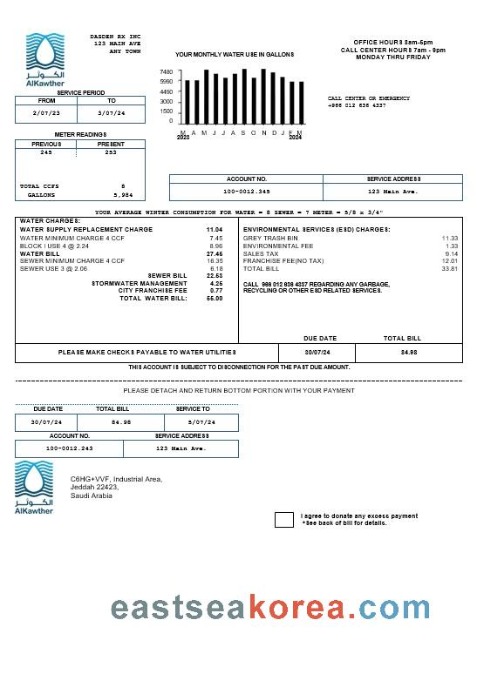 الكوثر
AlKawther
DASDEN RX INC
123 MAIN AVE
ANY TOWN
SERVICE PERIOD
FROM TO
2/07/23 3/07/24
METER READINGS
PREVIOUS PRESENT
245 253
TOTAL CCFS 8
GALLONS 5,984
YOUR MONTHLY WATER USE IN GALLONS
7480
5980
4490
3000
1500
0
M A M J J A S O N D J F M
2023 2024
OFFICE HOURS 8am-5pm
CALL CENTER HOURS 7am - 9pm
MONDAY THRU FRIDAY
CALL CENTER OR EMERGENCY
+966 012 638 4357
ACCOUNT NO. SERVICE ADDRESS
100-0012.345 123 Main Ave.
YOUR AVERAGE WINTER CONSUMPTION FOR WATER = 8 SEWER = 7 METER = 5/8 x 3/4"
WATER CHARGES:
WATER SUPPLY REPLACEMENT CHARGE 11.04
WATER MINIMUM CHARGE 4 CCF 7.45
BLOCK I USE 4 @ 2.24 8.96
WATER BILL 27.46
SEWER MINIMUM CHARGE 4 CCF 16.35
SEWER USE 3 @ 2.06 6.18
SEWER BILL 22.53
STORMWATER MANAGEMENT 4.25
CITY FRANCHISE FEE 0.77
TOTAL WATER BILL: 55.00
ENVIRONMENTAL SERVICES (ESD) CHARGES:
GREY TRASH BIN 11.33
ENVIRONMENTAL FEE 1.33
SALES TAX 9.14
FRANCHISE FEE(NO TAX) 12.01
TOTAL BILL 33.81
CALL 966 012 638 4357 REGARDING ANY GARBAGE,
RECYCLING OR OTHER ESD RELATED SERVICES.
DUE DATE TOTAL BILL
PLEASE MAKE CHECKS PAYABLE TO WATER UTILITIES 30/07/24 84.98
THIS ACCOUNT IS SUBJECT TO DISCONNECTION FOR THE PAST DUE AMOUNT.
PLEASE DETACH AND RETURN BOTTOM PORTION WITH YOUR PAYMENT
DUE DATE TOTAL BILL SERVICE TO
30/07/24 84.98 5/07/24
ACCOUNT NO. SERVICE ADDRESS
100-0012.243 123 Main Ave.
الكوثر
AlKawther
C6HG+VVF, Industrial Area,
Jeddah 22423,
Saudi Arabia
I agree to donate any excess payment
*See back of bill for details.
eastseakorea.com